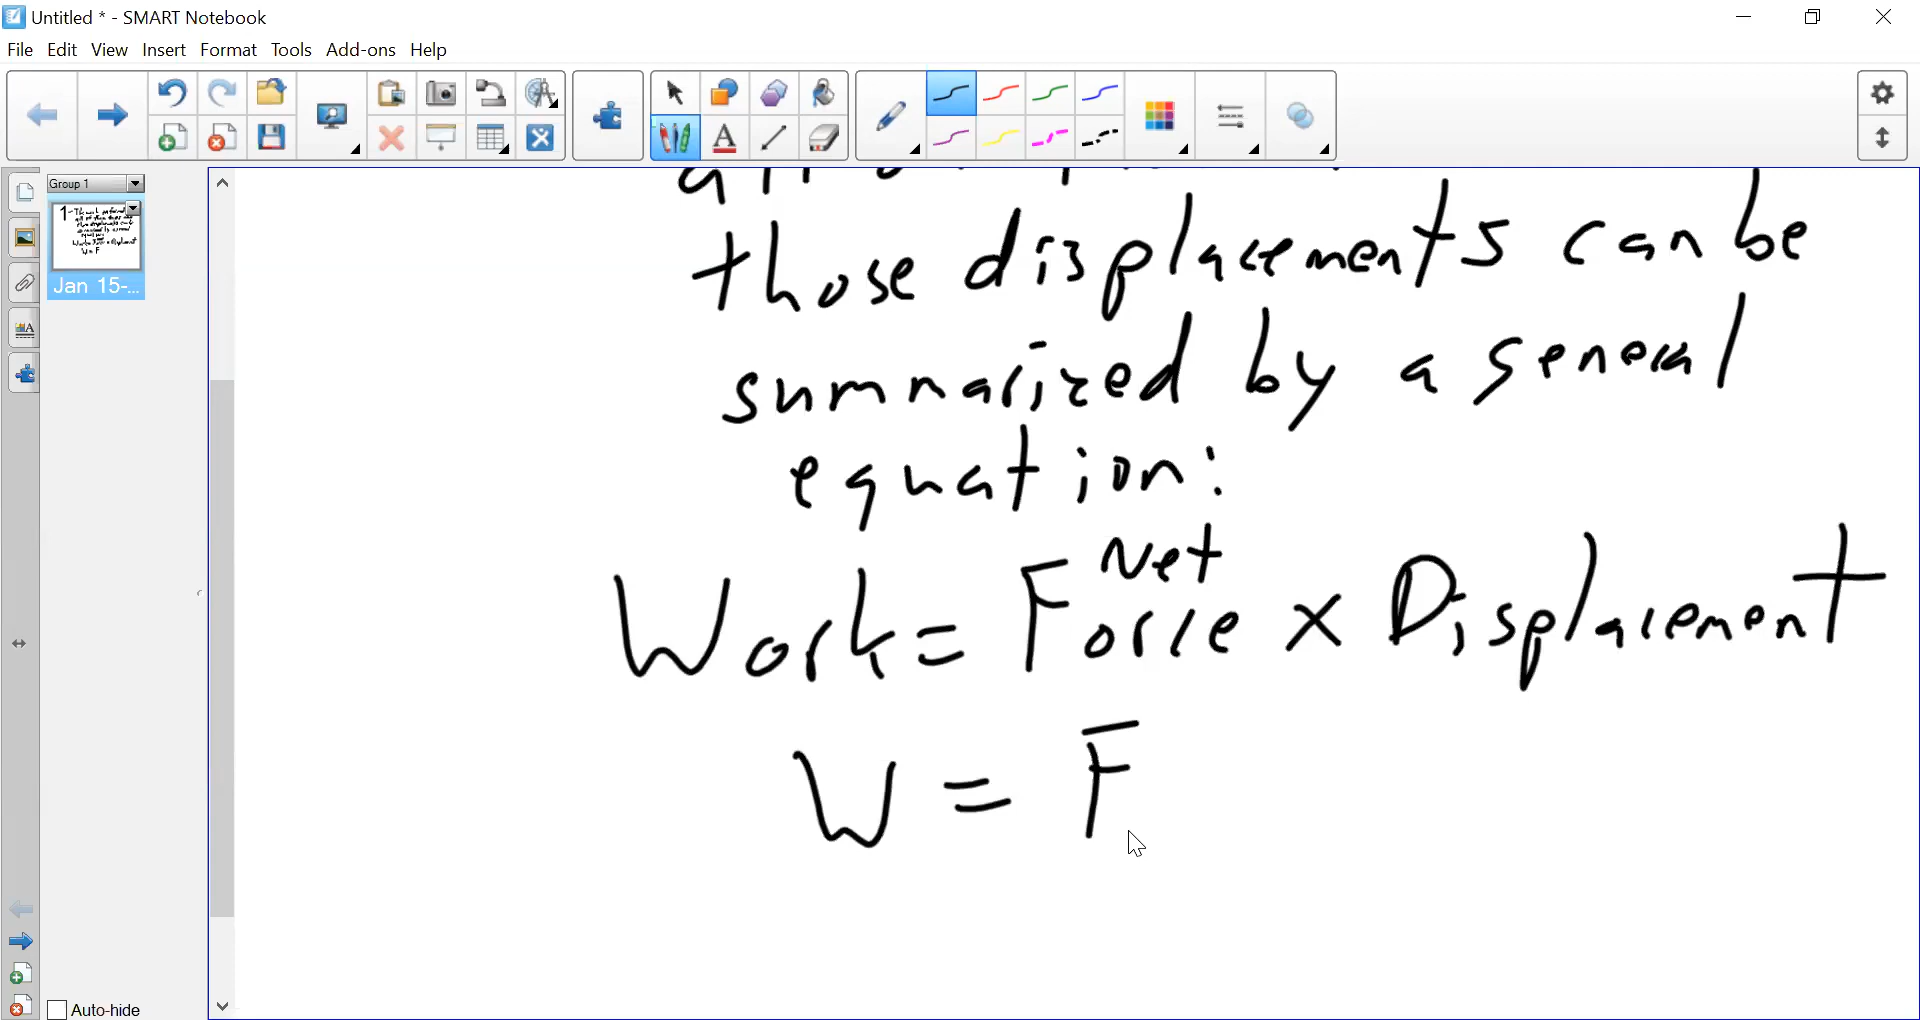 Untitled * - SMART Notebook
File Edit View Insert Format Tools Add-ons Help
Group 1
Jan 15-...
Auto-hide
those displacements can be
summarized by a general
equation:
Net
Work = Force x Displacement
W = F